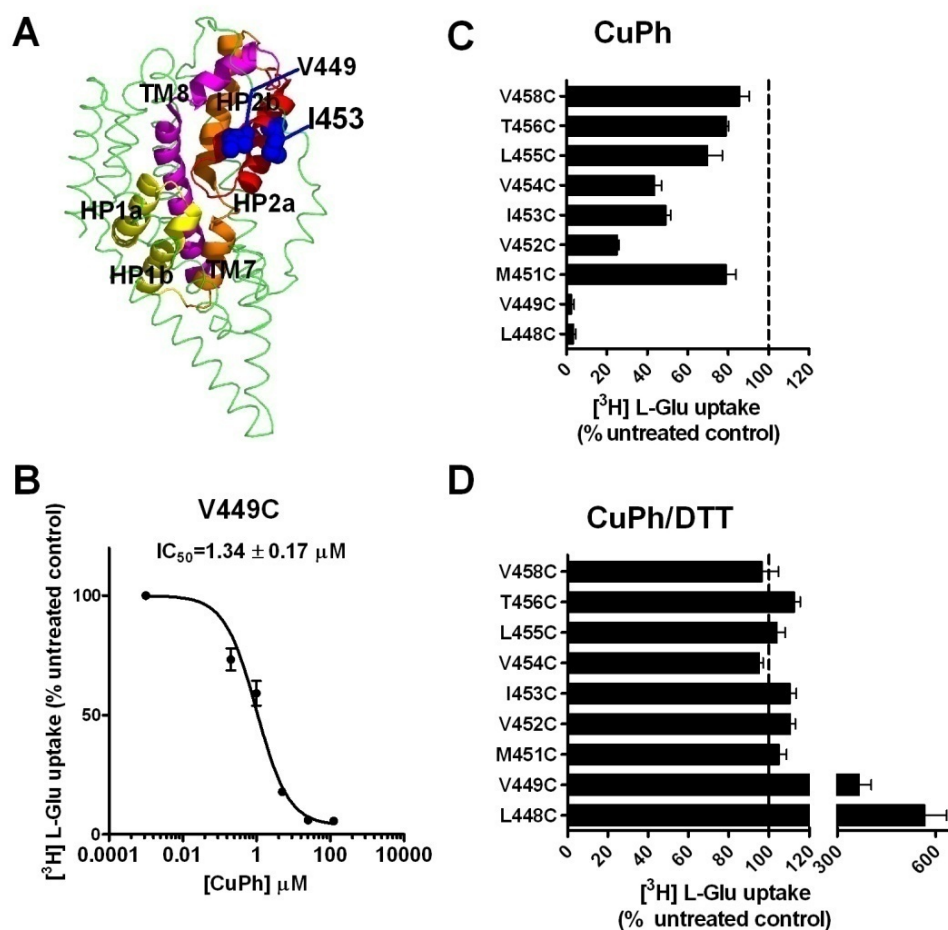 A
V449
TM8
HP2b
I453
HP1a
HP2a
HP1b
TM7
B
V449C
IC50=1.34 ± 0.17 µM
[3H] L-Glu uptake (% untreated control)
100
50
0
0.0001
0.01
1
100
10000
[CuPh] µM
C
CuPh
V458C
T456C
L455C
V454C
I453C
V452C
M451C
V449C
L448C
0
20
40
60
80
100
120
[3H] L-Glu uptake
(% untreated control)
D
CuPh/DTT
V458C
T456C
L455C
V454C
I453C
V452C
M451C
V449C
L448C
0
20
40
60
80
100
120
300
600
[3H] L-Glu uptake
(% untreated control)